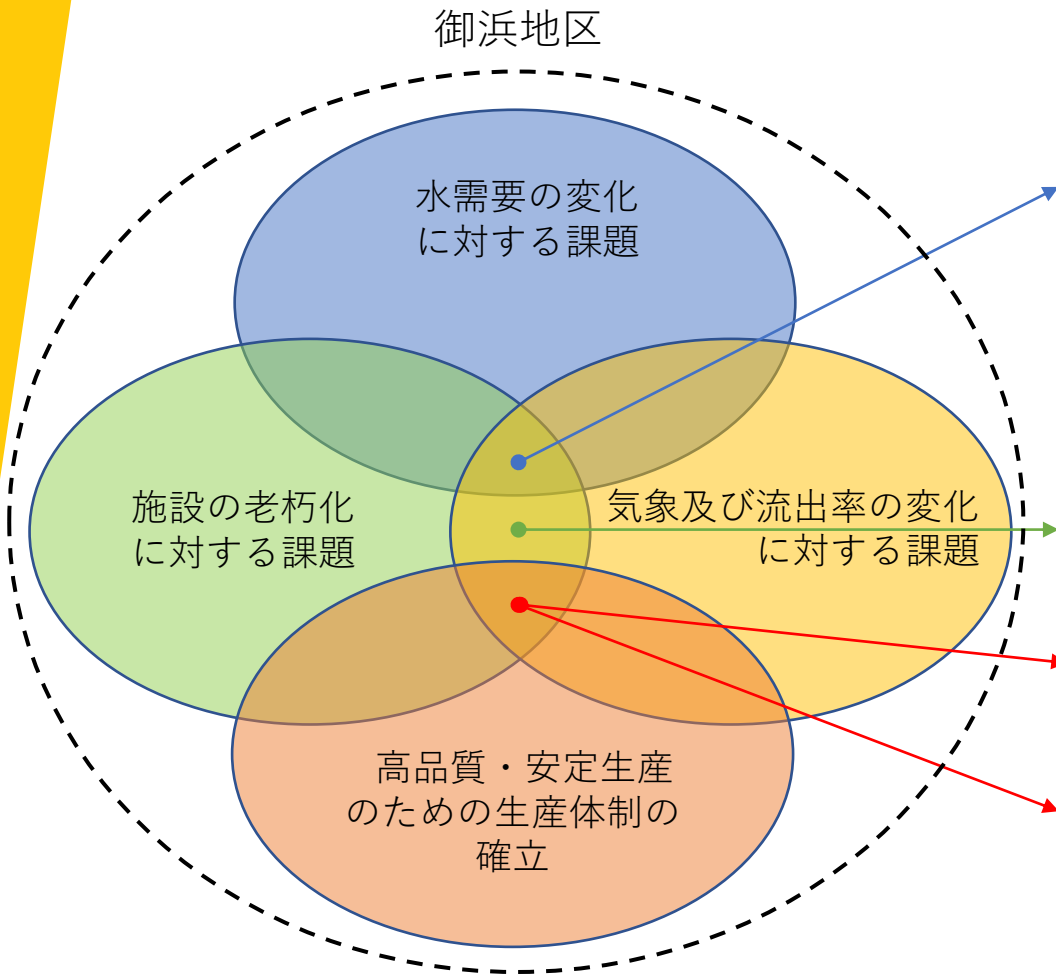 御浜地区
水需要の変化
に対する課題
施設の老朽化
に対する課題
気象及び流出率の変化
に対する課題
高品質・安定生産
のための生産体制の
確立